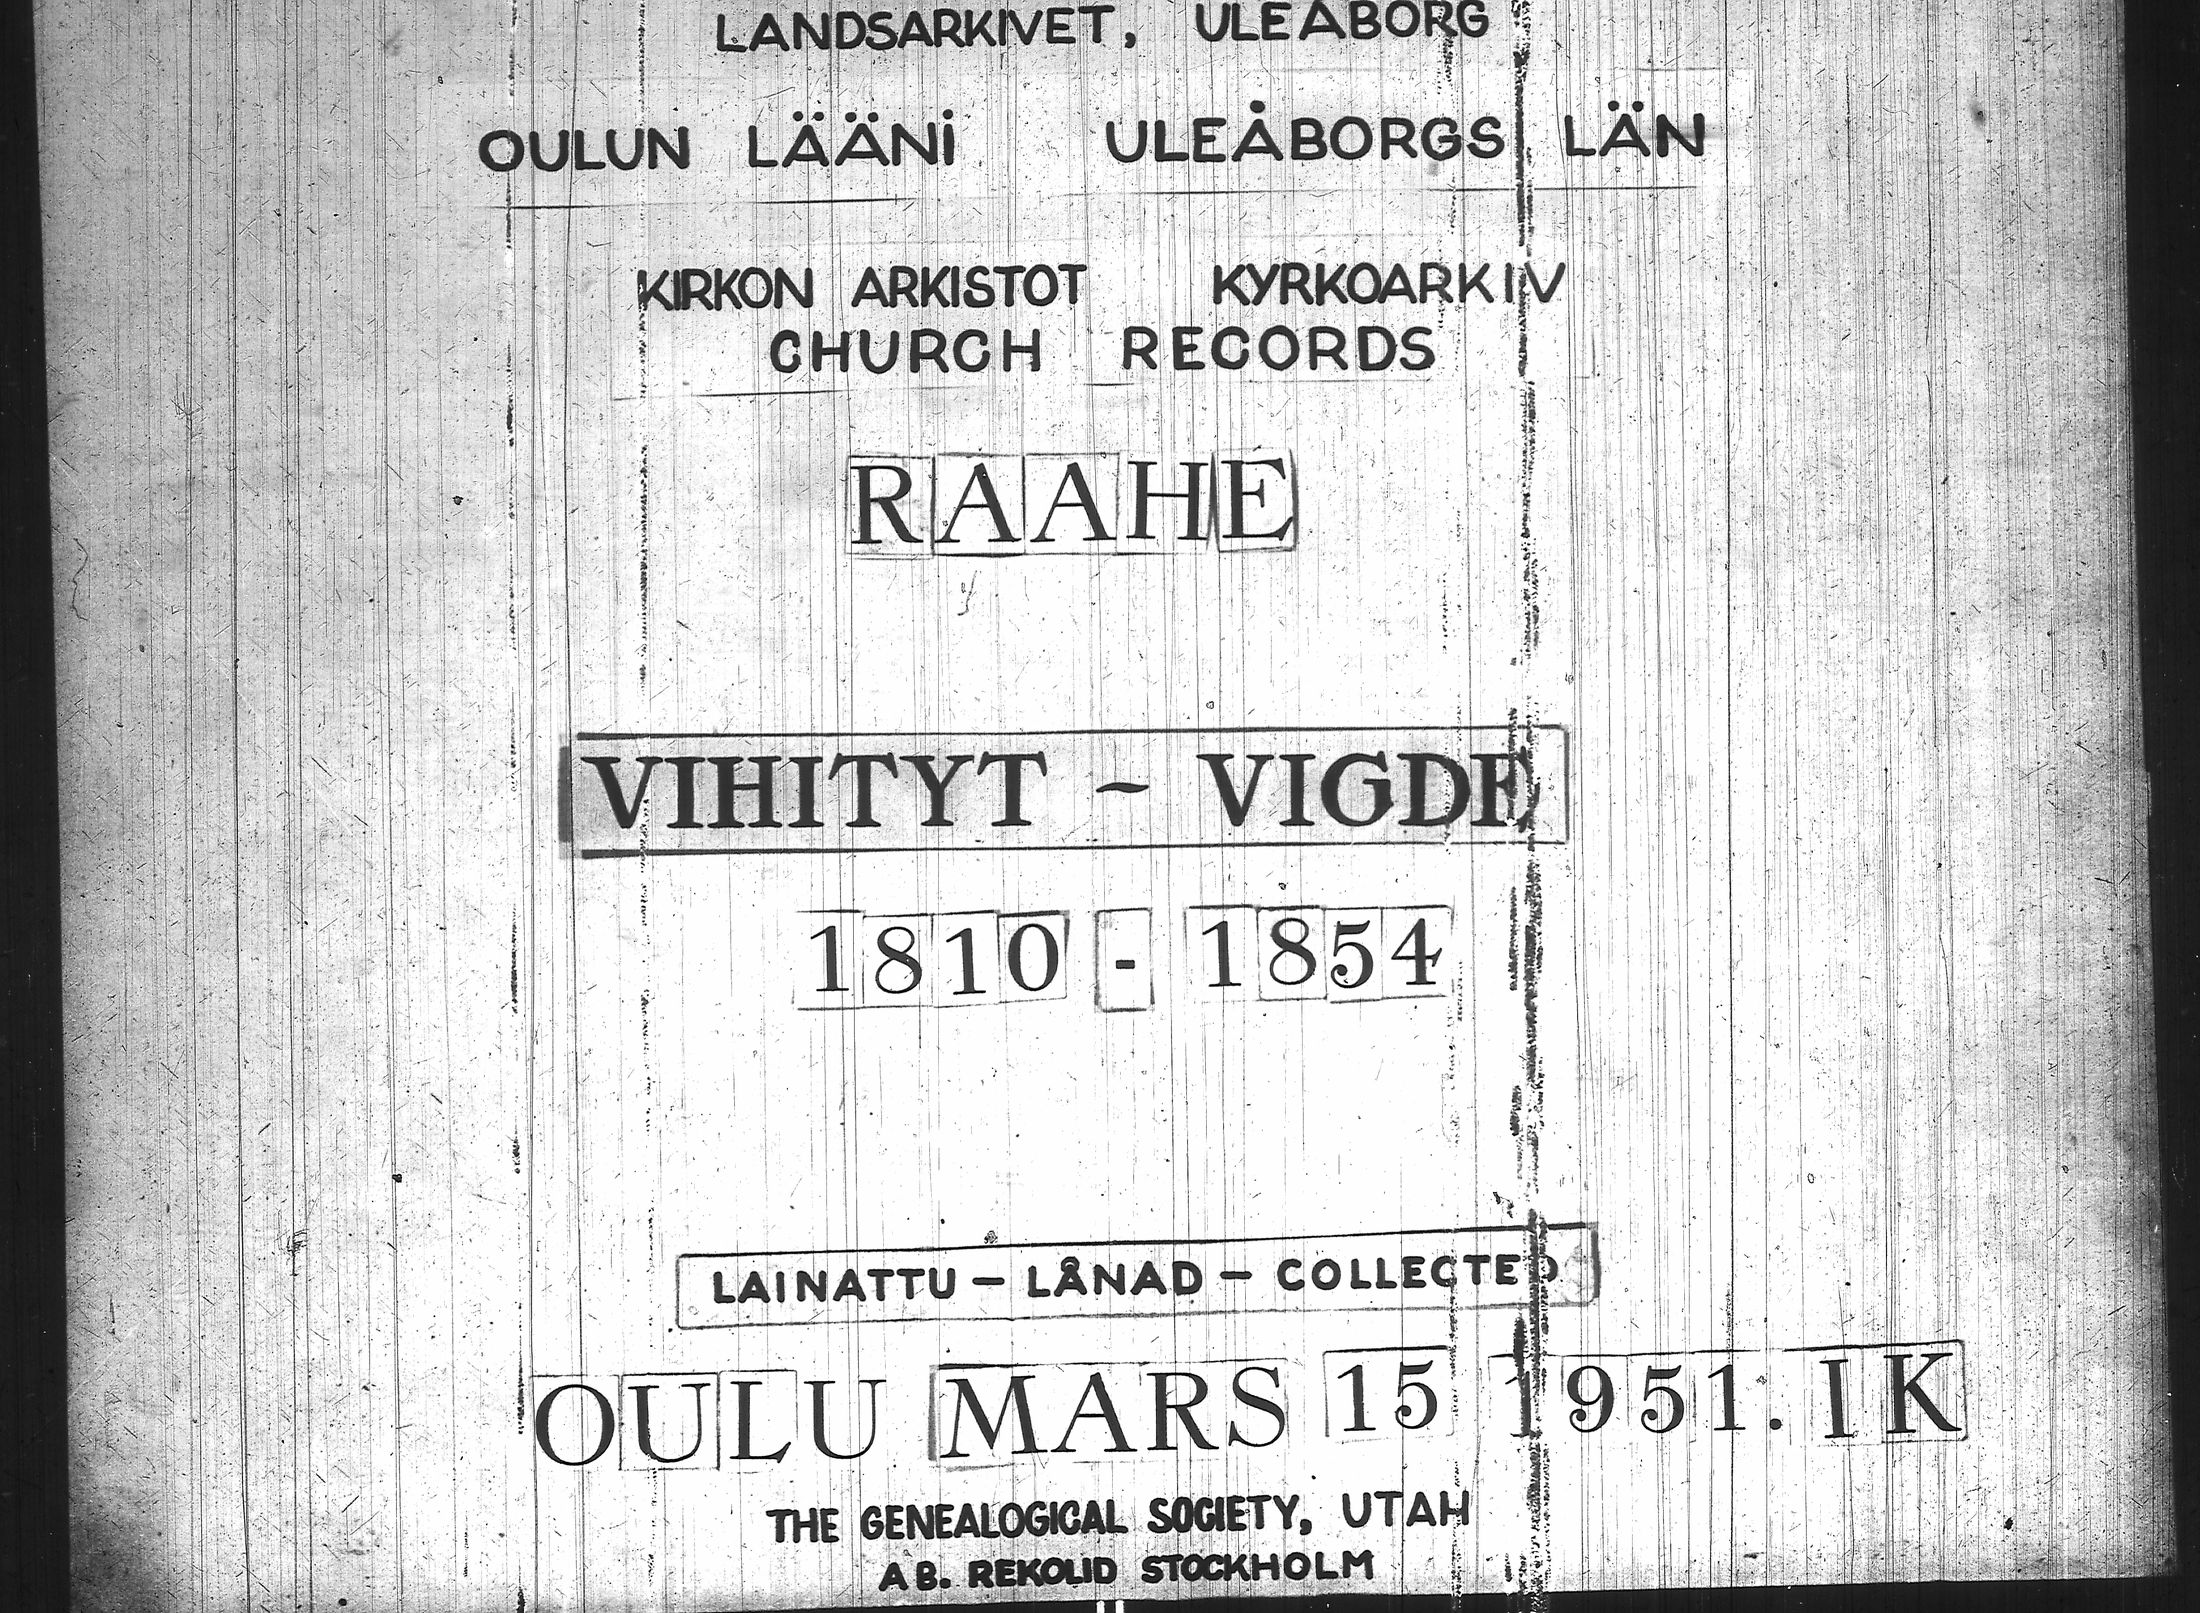 LANDSARKIVET, ULEÅBORG
OULUN LÄÄNI ULEÅBORGS LÄN
KIRKON ARKISTOT KYRKOARKIV
CHURCH RECORDS
RAAHE
VIHITYT - VIGDE
1810 - 1854
LAINATTU - LÅNAD - COLLECTED
OULU MARS 15 1951. IK
THE GENEALOGICAL SOCIETY, UTAH
AB. REKOLID STOCKHOLM